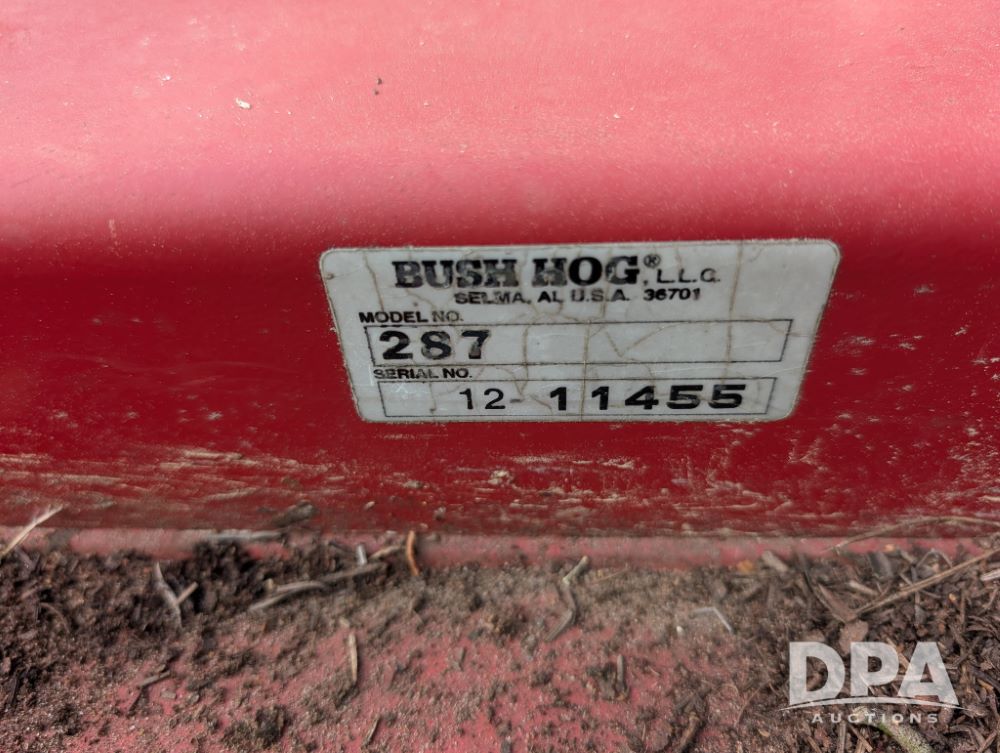 BUSH HOG®, L.L.C.
SELMA, AL U.S.A. 36701
MODEL NO.
287
SERIAL NO.
12- 11455
DPA
AUCTIONS